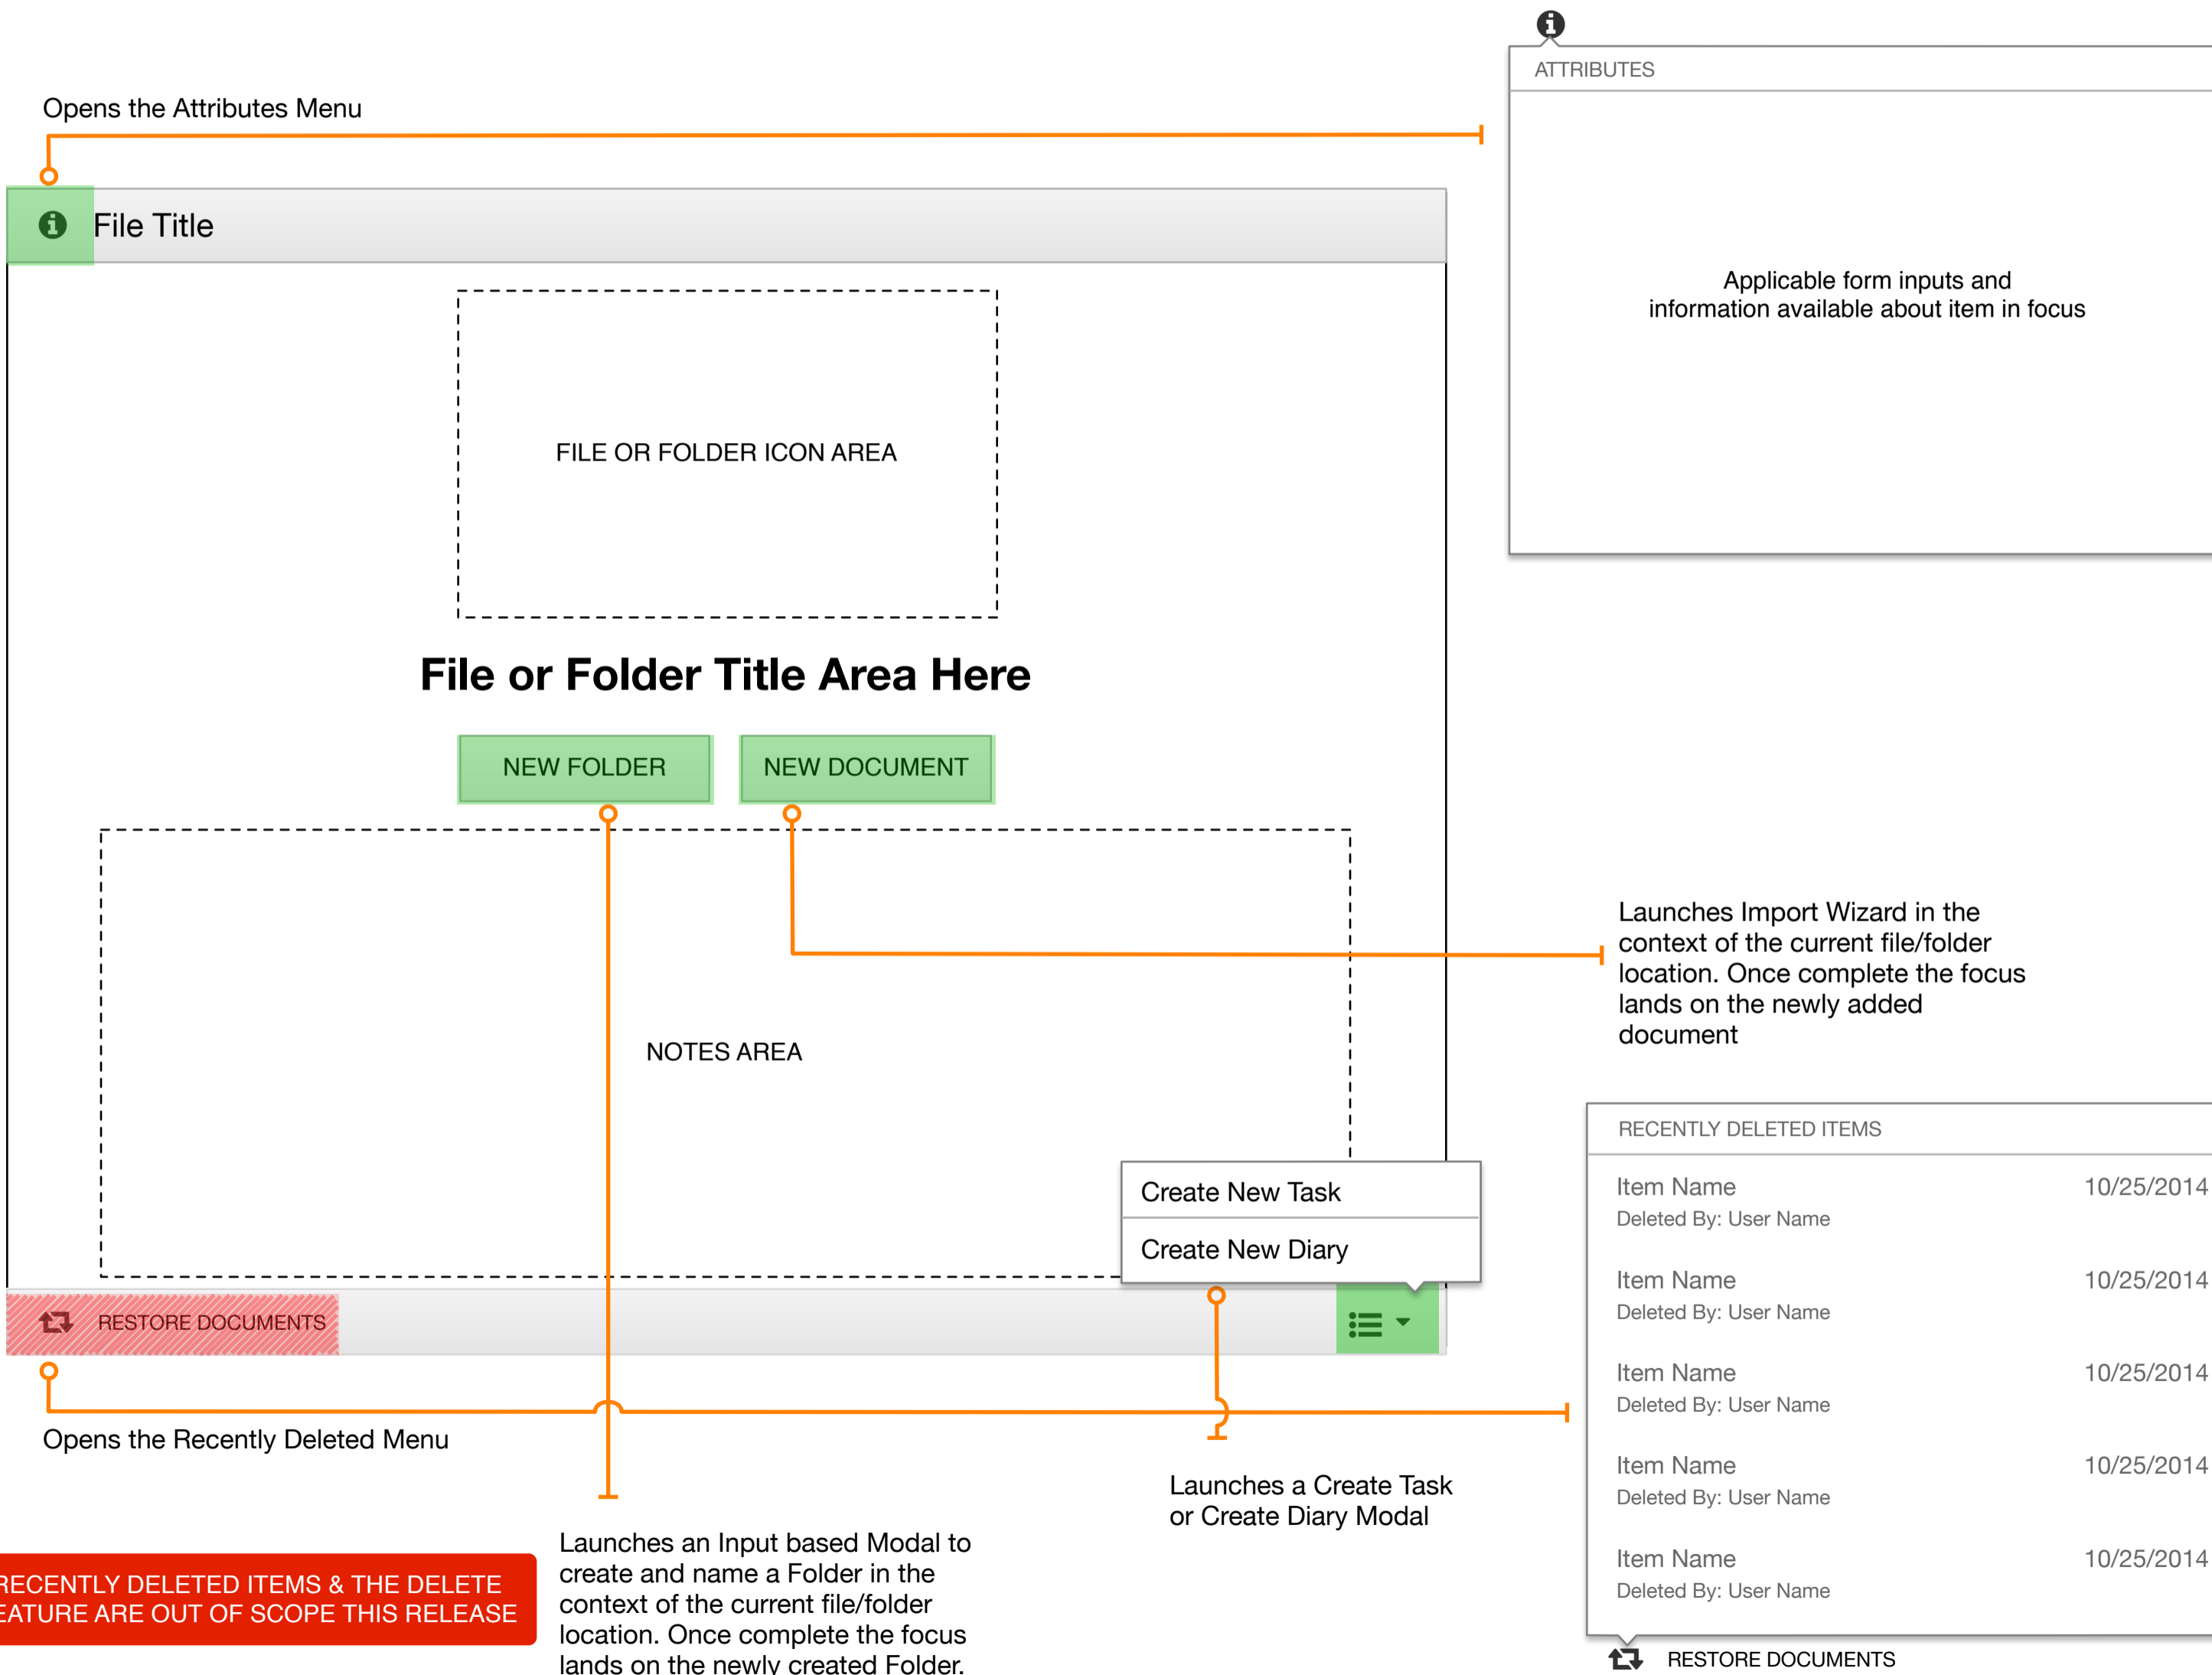 ATTRIBUTES
Opens the Attributes Menu
File Title
Applicable form inputs and
information available about item in focus
FILE OR FOLDER ICON AREA
File or Folder Title Area Here
NEW FOLDER
NEW DOCUMENT
Launches Import Wizard in the
context of the current file/folder
location. Once complete the focus
lands on the newly added
document
NOTES AREA
Create New Task
Create New Diary
RESTORE DOCUMENTS
Opens the Recently Deleted Menu
RECENTLY DELETED ITEMS
Item Name 10/25/2014
Deleted By: User Name
Item Name 10/25/2014
Deleted By: User Name
Item Name 10/25/2014
Deleted By: User Name
Item Name 10/25/2014
Deleted By: User Name
Item Name 10/25/2014
Deleted By: User Name
RESTORE DOCUMENTS
Launches a Create Task
or Create Diary Modal
Launches an Input based Modal to
create and name a Folder in the
context of the current file/folder
location. Once complete the focus
lands on the newly created Folder.
RECENTLY DELETED ITEMS & THE DELETE
EATURE ARE OUT OF SCOPE THIS RELEASE